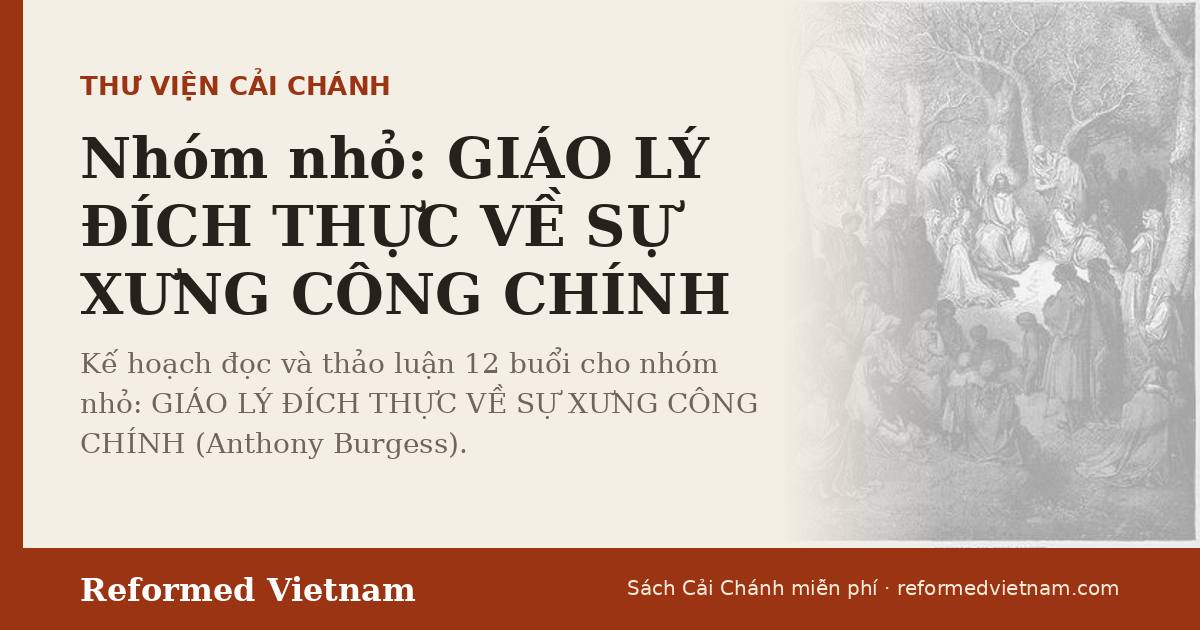 THƯ VIỆN CẢI CHÁNH
Nhóm nhỏ: GIÁO LÝ
ĐÍCH THỰC VỀ SỰ
XƯNG CÔNG CHÍNH
Kế hoạch đọc và thảo luận 12 buổi cho nhóm
nhỏ: GIÁO LÝ ĐÍCH THỰC VỀ SỰ XƯNG CÔNG
CHÍNH (Anthony Burgess).
Reformed Vietnam
Sách Cải Chánh miễn phí · reformedvietnam.com